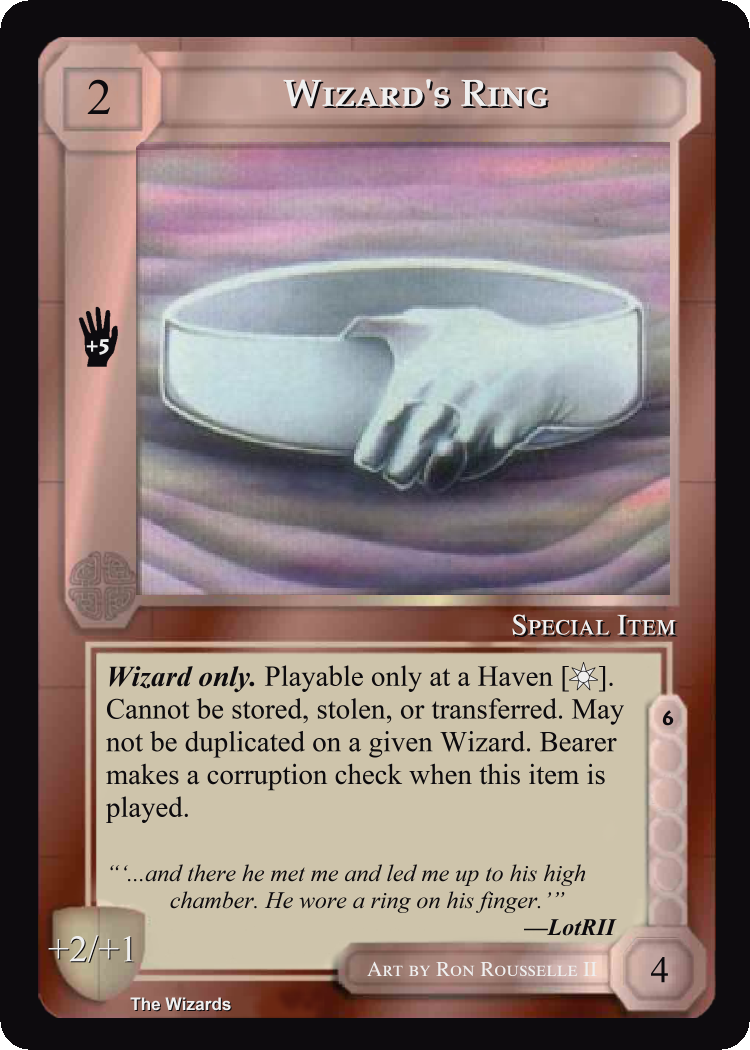 2
Wizard's Ring
+5
Special Item
Wizard only. Playable only at a Haven [ ].
Cannot be stored, stolen, or transferred. May
not be duplicated on a given Wizard. Bearer
makes a corruption check when this item is
played.
6
“‘...and there he met me and led me up to his high
chamber. He wore a ring on his finger.’”
—LotRII
+2/+1
Art by Ron Rousselle II
4
The Wizards